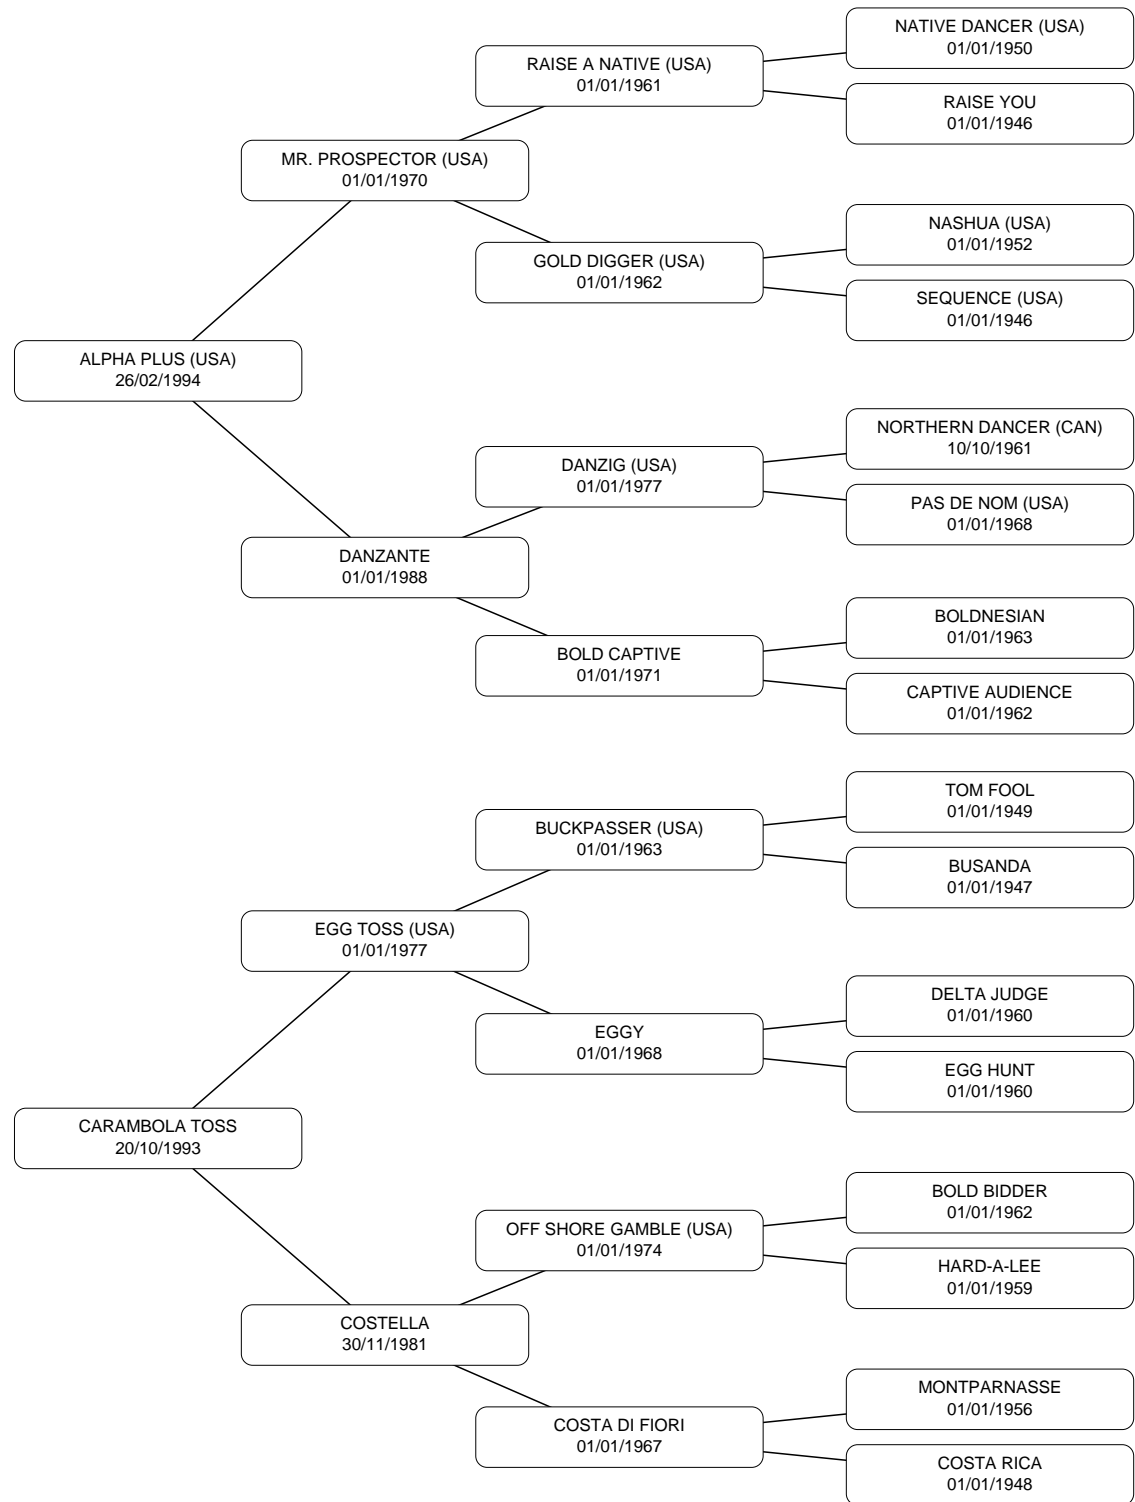 NATIVE DANCER (USA)
01/01/1950
RAISE A NATIVE (USA)
01/01/1961
RAISE YOU
01/01/1946
MR. PROSPECTOR (USA)
01/01/1970
NASHUA (USA)
01/01/1952
GOLD DIGGER (USA)
01/01/1962
SEQUENCE (USA)
01/01/1946
ALPHA PLUS (USA)
26/02/1994
NORTHERN DANCER (CAN)
10/10/1961
DANZIG (USA)
01/01/1977
PAS DE NOM (USA)
01/01/1968
DANZANTE
01/01/1988
BOLDNESIAN
01/01/1963
BOLD CAPTIVE
01/01/1971
CAPTIVE AUDIENCE
01/01/1962
TOM FOOL
01/01/1949
BUCKPASSER (USA)
01/01/1963
BUSANDA
01/01/1947
EGG TOSS (USA)
01/01/1977
DELTA JUDGE
01/01/1960
EGGY
01/01/1968
EGG HUNT
01/01/1960
CARAMBOLA TOSS
20/10/1993
BOLD BIDDER
01/01/1962
OFF SHORE GAMBLE (USA)
01/01/1974
HARD-A-LEE
01/01/1959
COSTELLA
30/11/1981
MONTPARNASSE
01/01/1956
COSTA DI FIORI
01/01/1967
COSTA RICA
01/01/1948